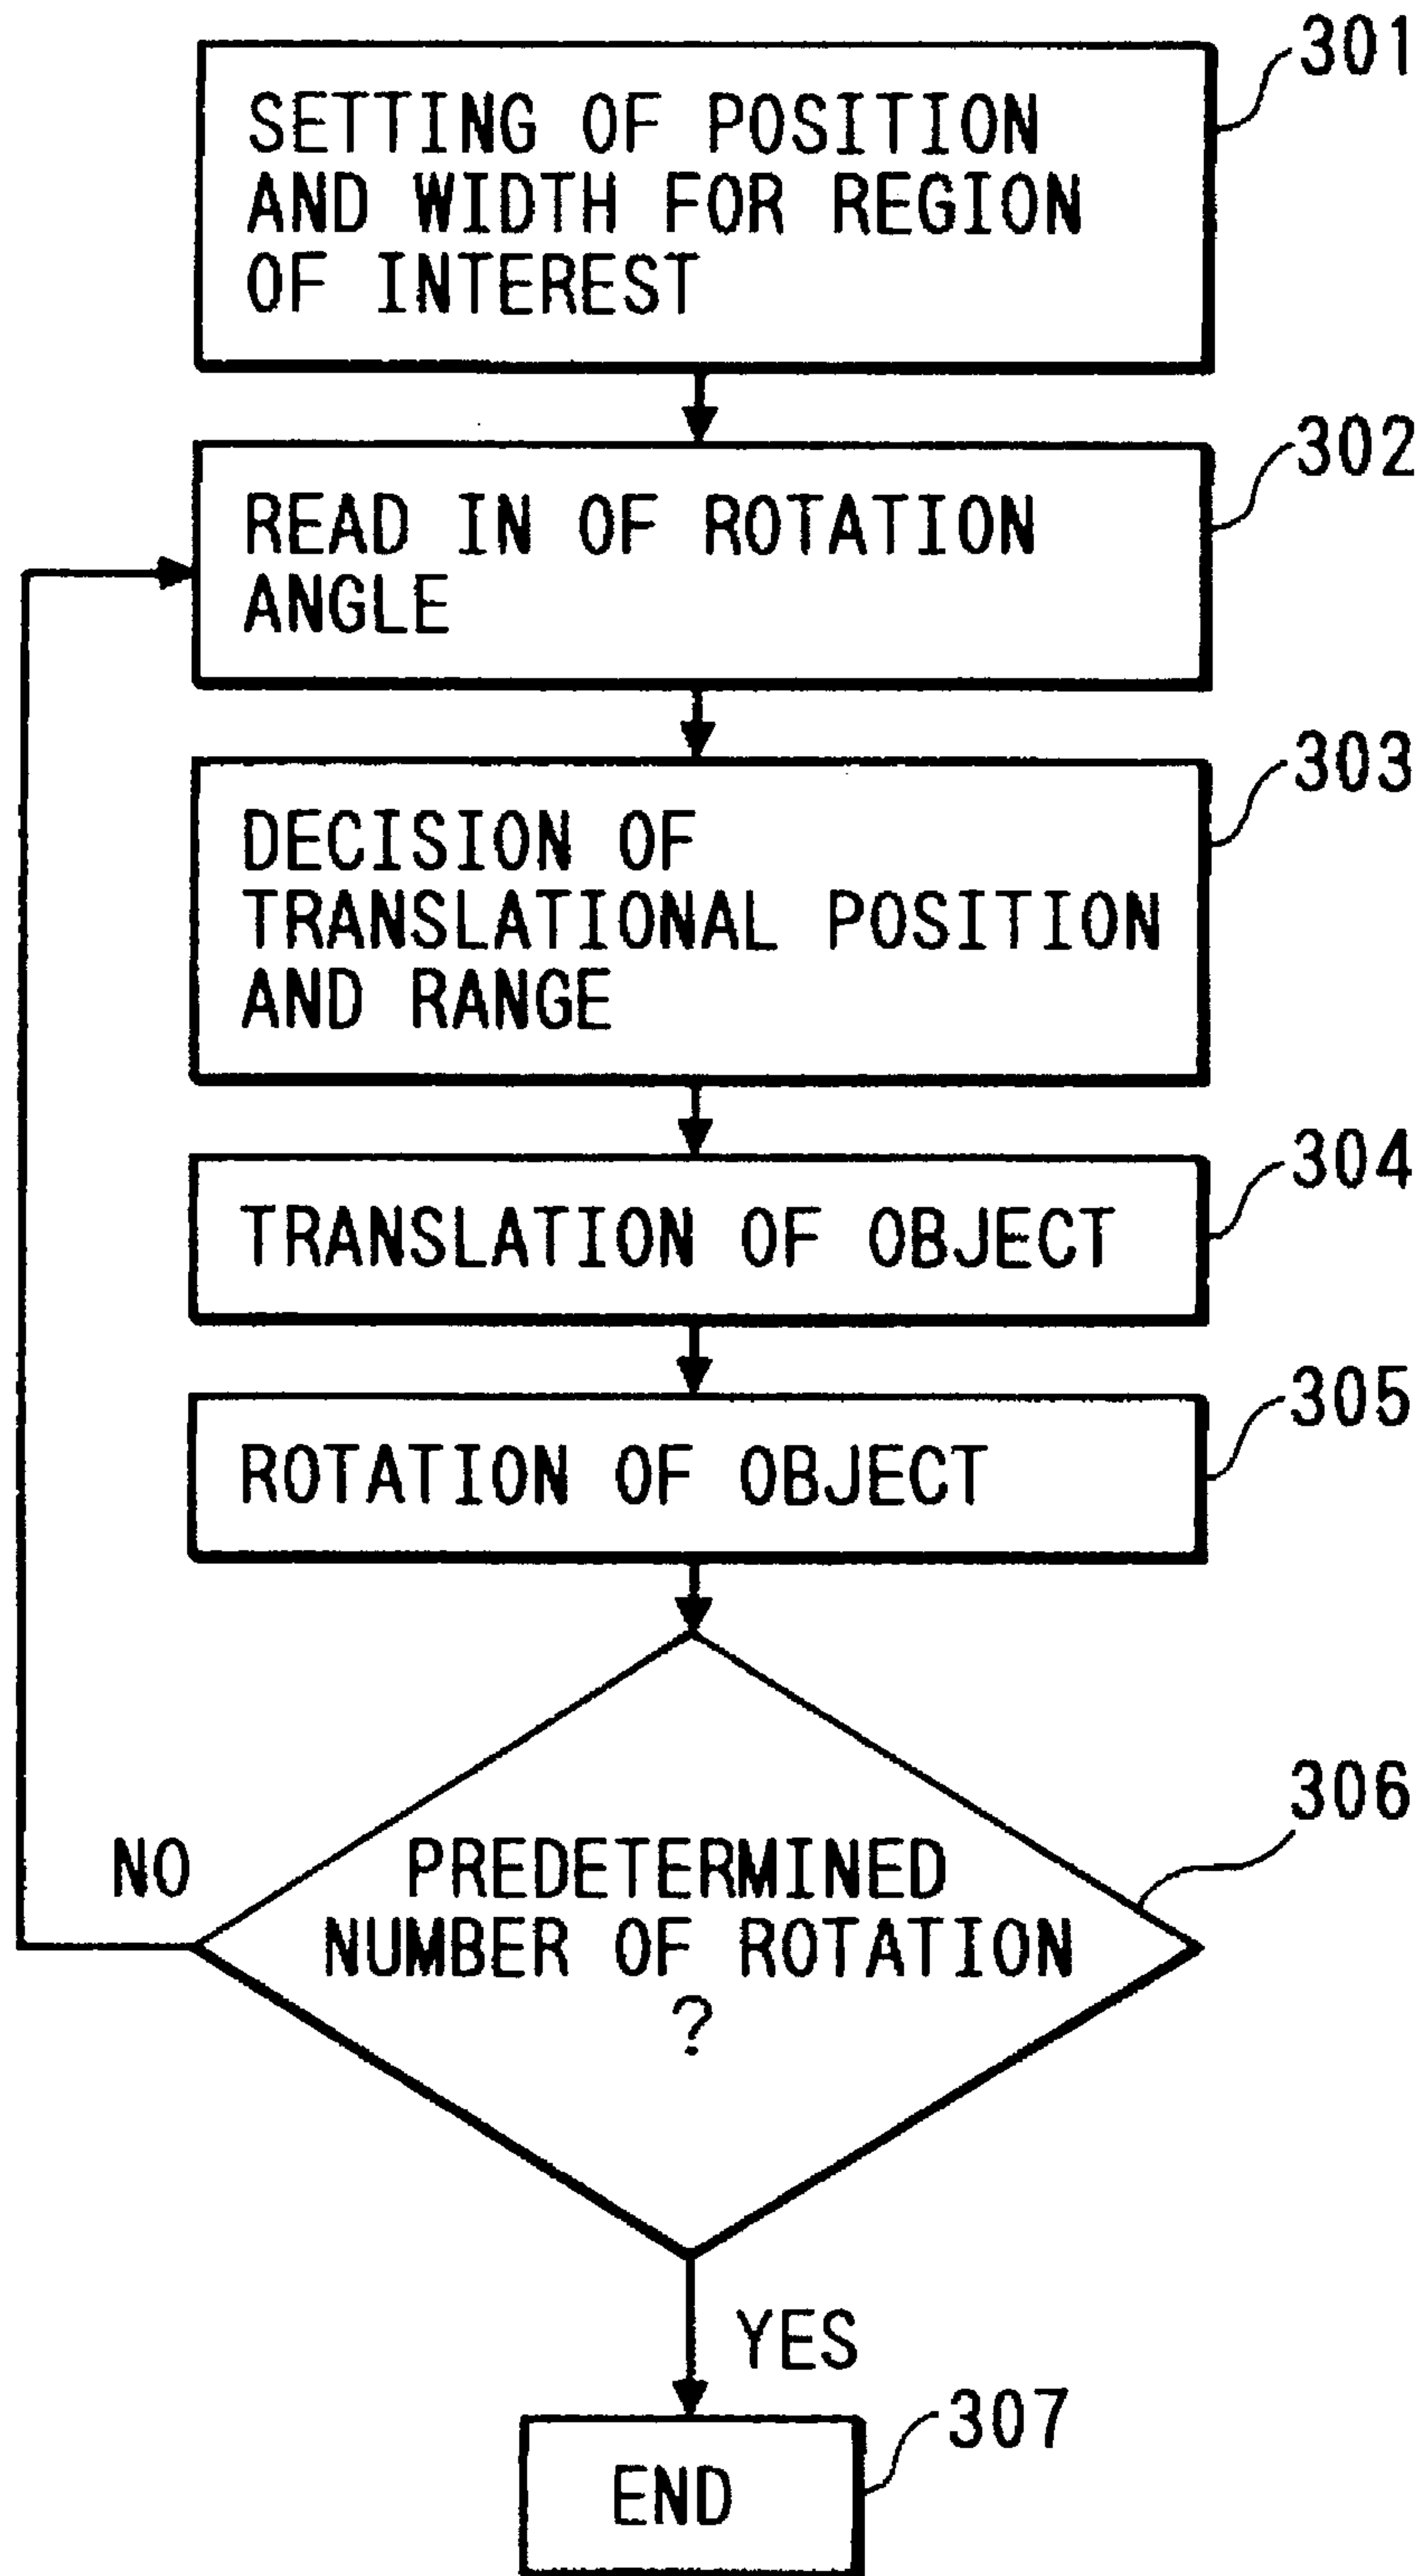 301
SETTING OF POSITION
AND WIDTH FOR REGION
OF INTEREST
302
READ IN OF ROTATION
ANGLE
303
DECISION OF
TRANSLATIONAL POSITION
AND RANGE
304
TRANSLATION OF OBJECT
305
ROTATION OF OBJECT
306
NO
PREDETERMINED
NUMBER OF ROTATION
?
YES
307
END